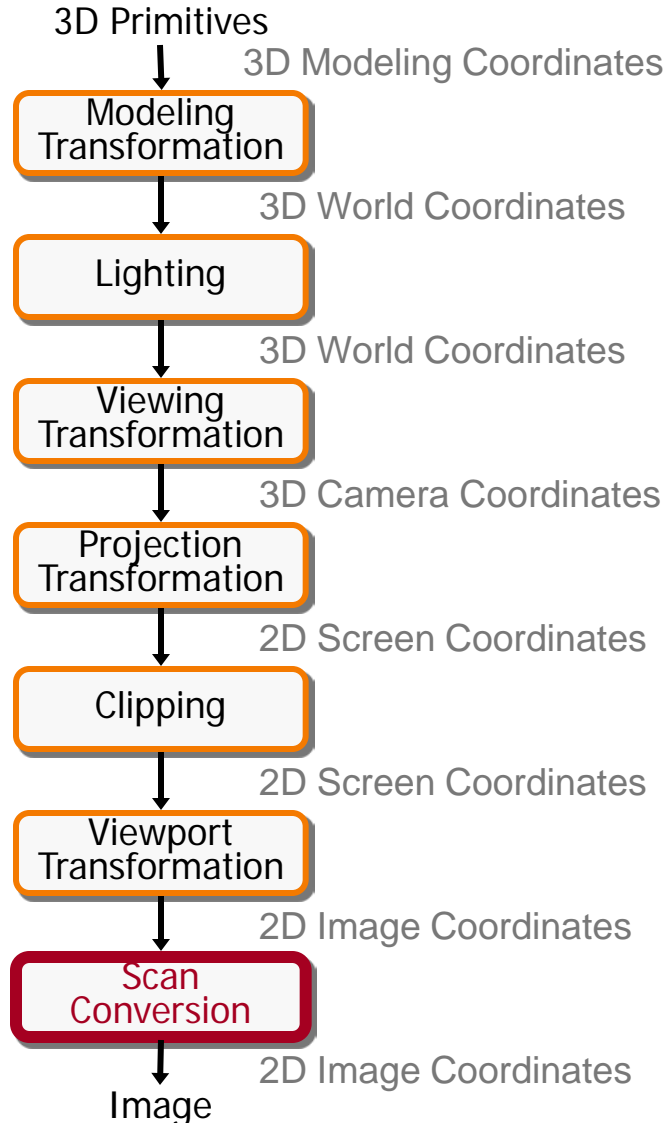 3D Primitives
3D Modeling Coordinates
Modeling
Transformation
3D World Coordinates
Lighting
3D World Coordinates
Viewing
Transformation
3D Camera Coordinates
Projection
Transformation
2D Screen Coordinates
Clipping
2D Screen Coordinates
Viewport
Transformation
2D Image Coordinates
Scan
Conversion
2D Image Coordinates
Image